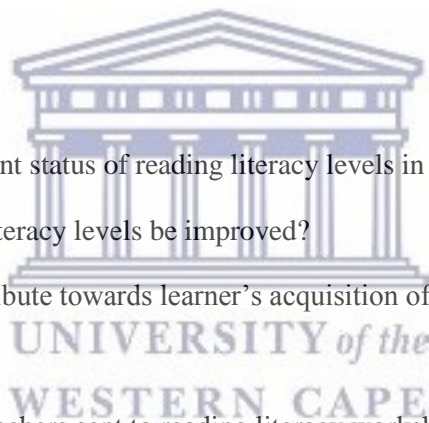 nt status of reading literacy levels in
teracy levels be improved?
ibute towards learner's acquisition of
UNIVERSITY of the
WESTERN CAPE